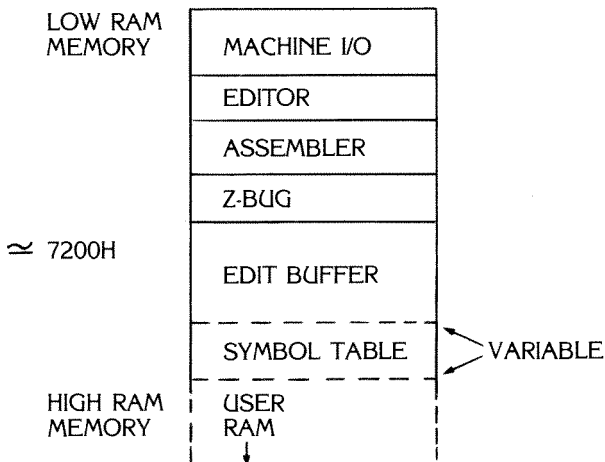 LOW RAM
MEMORY
MACHINE I/O
EDITOR
ASSEMBLER
Z-BUG
≃ 7200H
EDIT BUFFER
SYMBOL TABLE
VARIABLE
HIGH RAM
MEMORY
USER
RAM